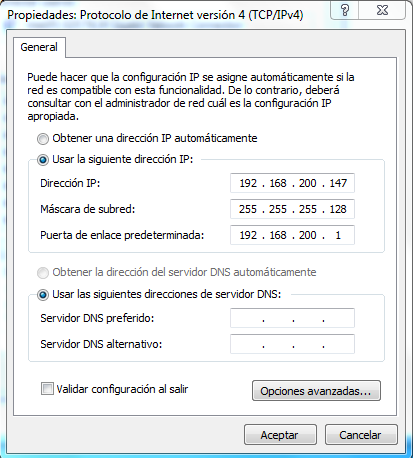 Propiedades: Protocolo de Internet versión 4 (TCP/IPv4)
General
Puede hacer que la configuración IP se asigne automáticamente si la
red es compatible con esta funcionalidad. De lo contrario, deberá
consultar con el administrador de red cuál es la configuración IP
apropiada.
Obtener una dirección IP automáticamente
Usar la siguiente dirección IP:
Dirección IP: 192 . 168 . 200 . 147
Máscara de subred: 255 . 255 . 255 . 128
Puerta de enlace predeterminada: 192 . 168 . 200 . 1
Obtener la dirección del servidor DNS automáticamente
Usar las siguientes direcciones de servidor DNS:
Servidor DNS preferido: . . .
Servidor DNS alternativo: . . .
Validar configuración al salir
Opciones avanzadas...
Aceptar Cancelar